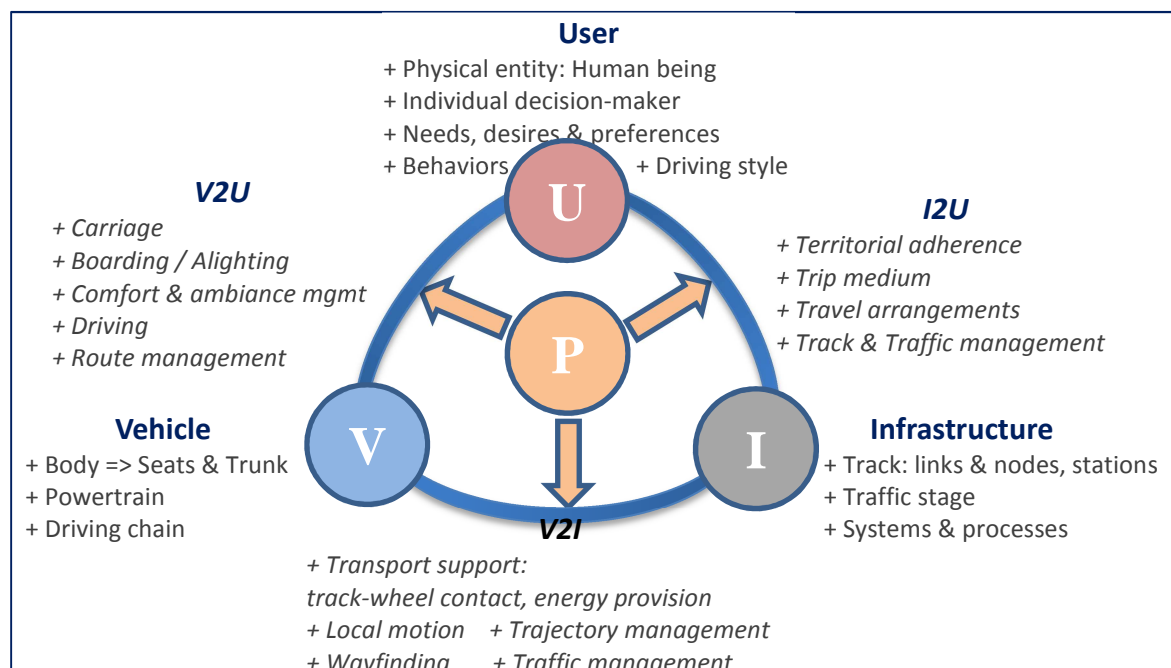 User
+ Physical entity: Human being
+ Individual decision-maker
+ Needs, desires & preferences
+ Behaviors + Driving style
U
V2U
+ Carriage
+ Boarding / Alighting
+ Comfort & ambiance mgmt
+ Driving
+ Route management
I2U
+ Territorial adherence
+ Trip medium
+ Travel arrangements
+ Track & Traffic management
P
Vehicle
+ Body => Seats & Trunk
+ Powertrain
+ Driving chain
V
I
Infrastructure
+ Track: links & nodes, stations
+ Traffic stage
+ Systems & processes
V2I
+ Transport support:
track-wheel contact, energy provision
+ Local motion + Trajectory management
+ Wayfinding + Traffic management